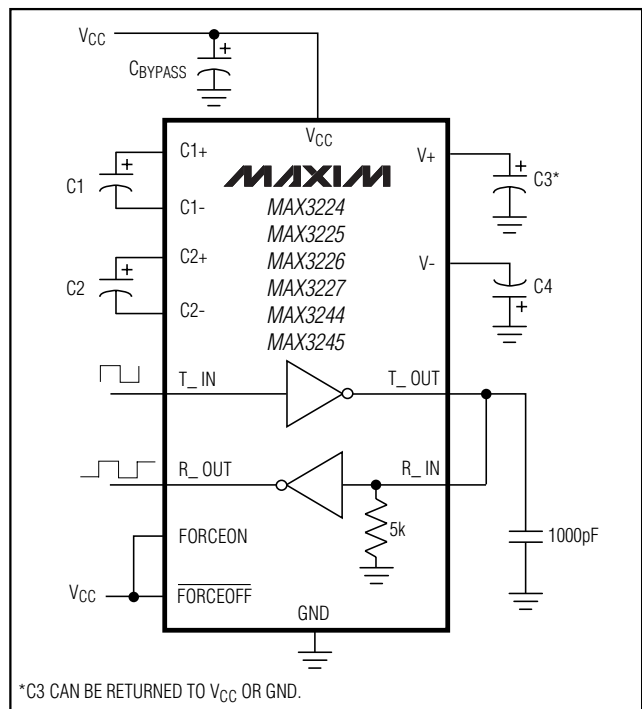 VCC
CBYPASS
+
VCC
C1+
V+
C1
+
C3*
+
C1-
MAXIM
MAX3224
MAX3225
C2+
MAX3226
V-
C2
+
MAX3227
C4
C2-
MAX3244
+
MAX3245
T_ IN
T_ OUT
R_ OUT
R_ IN
5k
1000pF
FORCEON
VCC
FORCEOFF
GND
*C3 CAN BE RETURNED TO VCC OR GND.